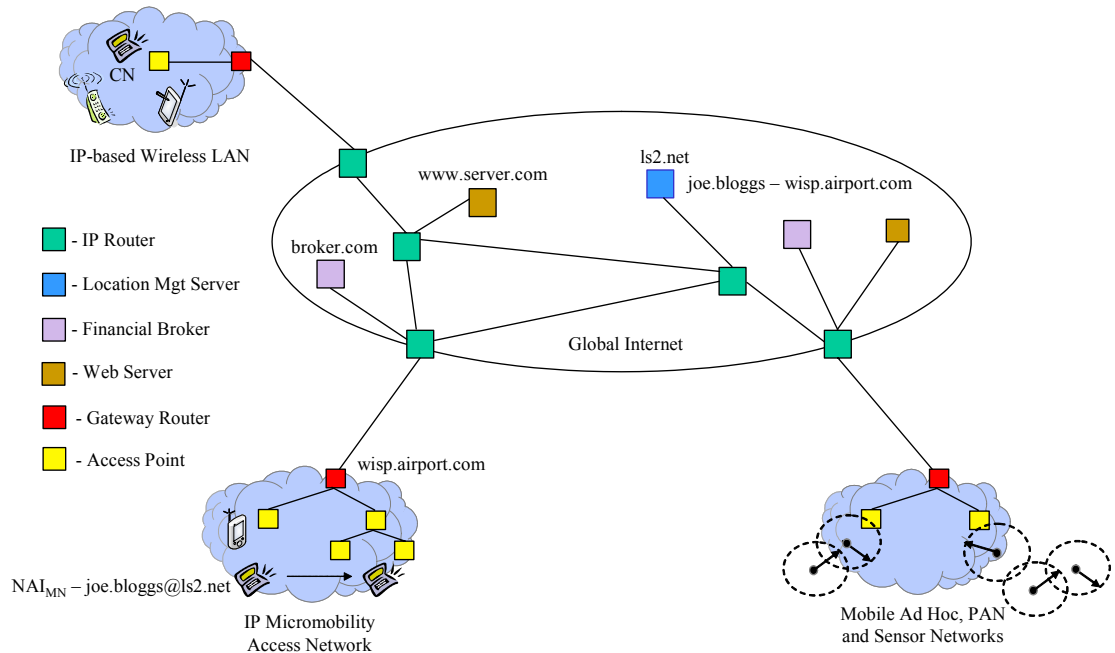 CN
IP-based Wireless LAN
ls2.net
www.server.com
joe.bloggs – wisp.airport.com
broker.com
Global Internet
- IP Router
- Location Mgt Server
- Financial Broker
- Web Server
- Gateway Router
- Access Point
wisp.airport.com
NAIMN – joe.bloggs@ls2.net
IP Micromobility
Access Network
Mobile Ad Hoc, PAN
and Sensor Networks